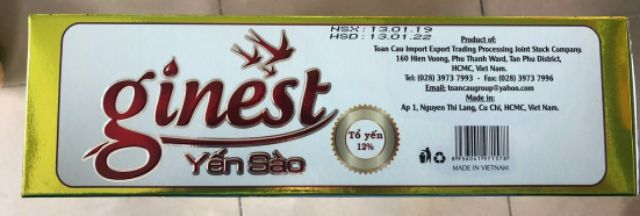 NSX : 13.01.19
HSD : 13.01.22
ginest
Yến Sào
Tổ yến
12%
Product of:
Toan Cau Import Export Trading Processing Joint Stock Company.
160 Hien Vuong, Phu Thanh Ward, Tan Phu District,
HCMC, Viet Nam.
Tel: (028) 3973 7993 - Fax: (028) 3973 7996
Email: toancaugroup@yahoo.com
Made in:
Ap 1, Nguyen Thi Lang, Cu Chi, HCMC, Viet Nam.
8936041971378
MADE IN VIETNAM